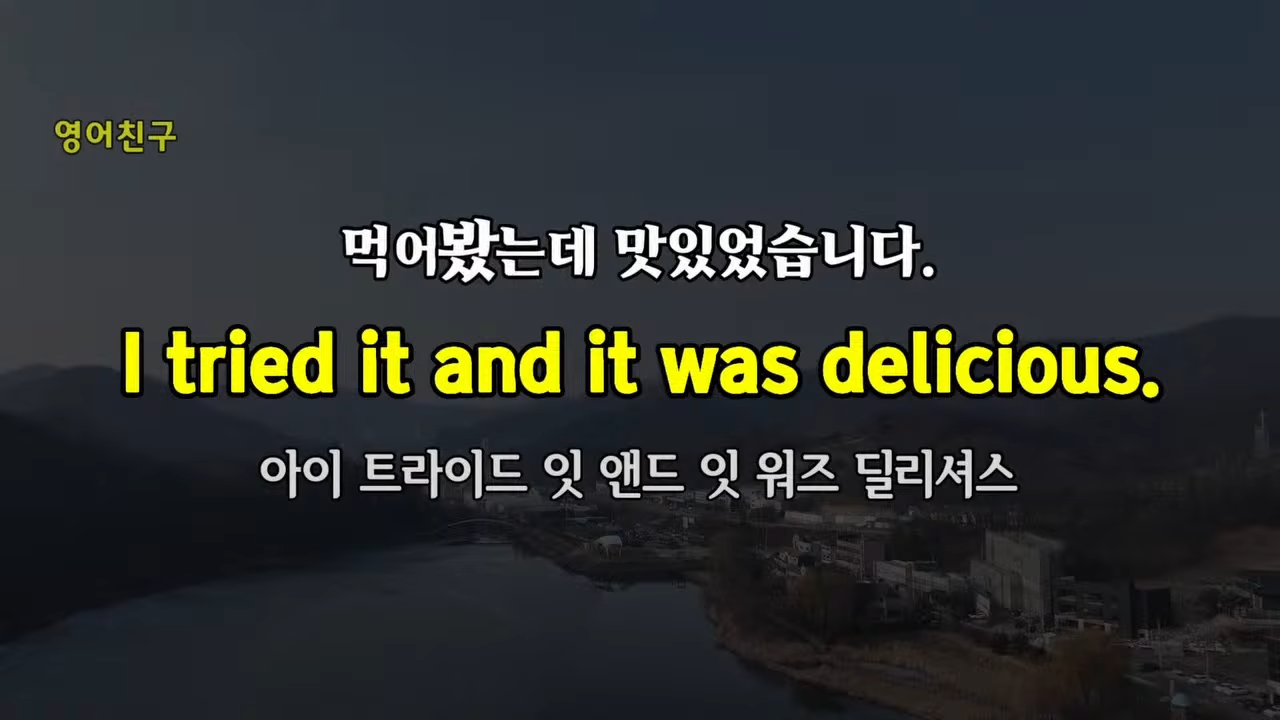 영어친구
먹어봤는데 맛있었습니다.
I tried it and it was delicious.
아이 트라이드 잇 앤드 잇 워즈 딜리셔스